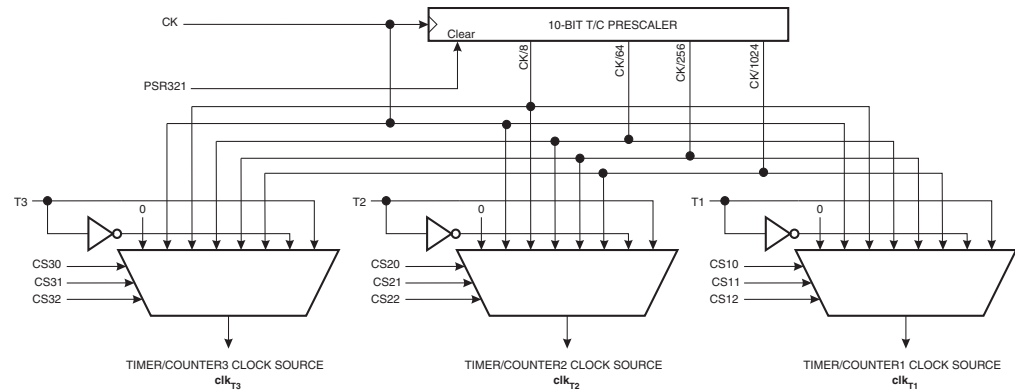 CK
10-BIT T/C PRESCALER
Clear
CK/8
CK/64
CK/256
CK/1024
PSR321
T3
0
T2
0
T1
0
CS30
CS31
CS32
CS20
CS21
CS22
CS10
CS11
CS12
TIMER/COUNTER3 CLOCK SOURCE
clkT3
TIMER/COUNTER2 CLOCK SOURCE
clkT2
TIMER/COUNTER1 CLOCK SOURCE
clkT1